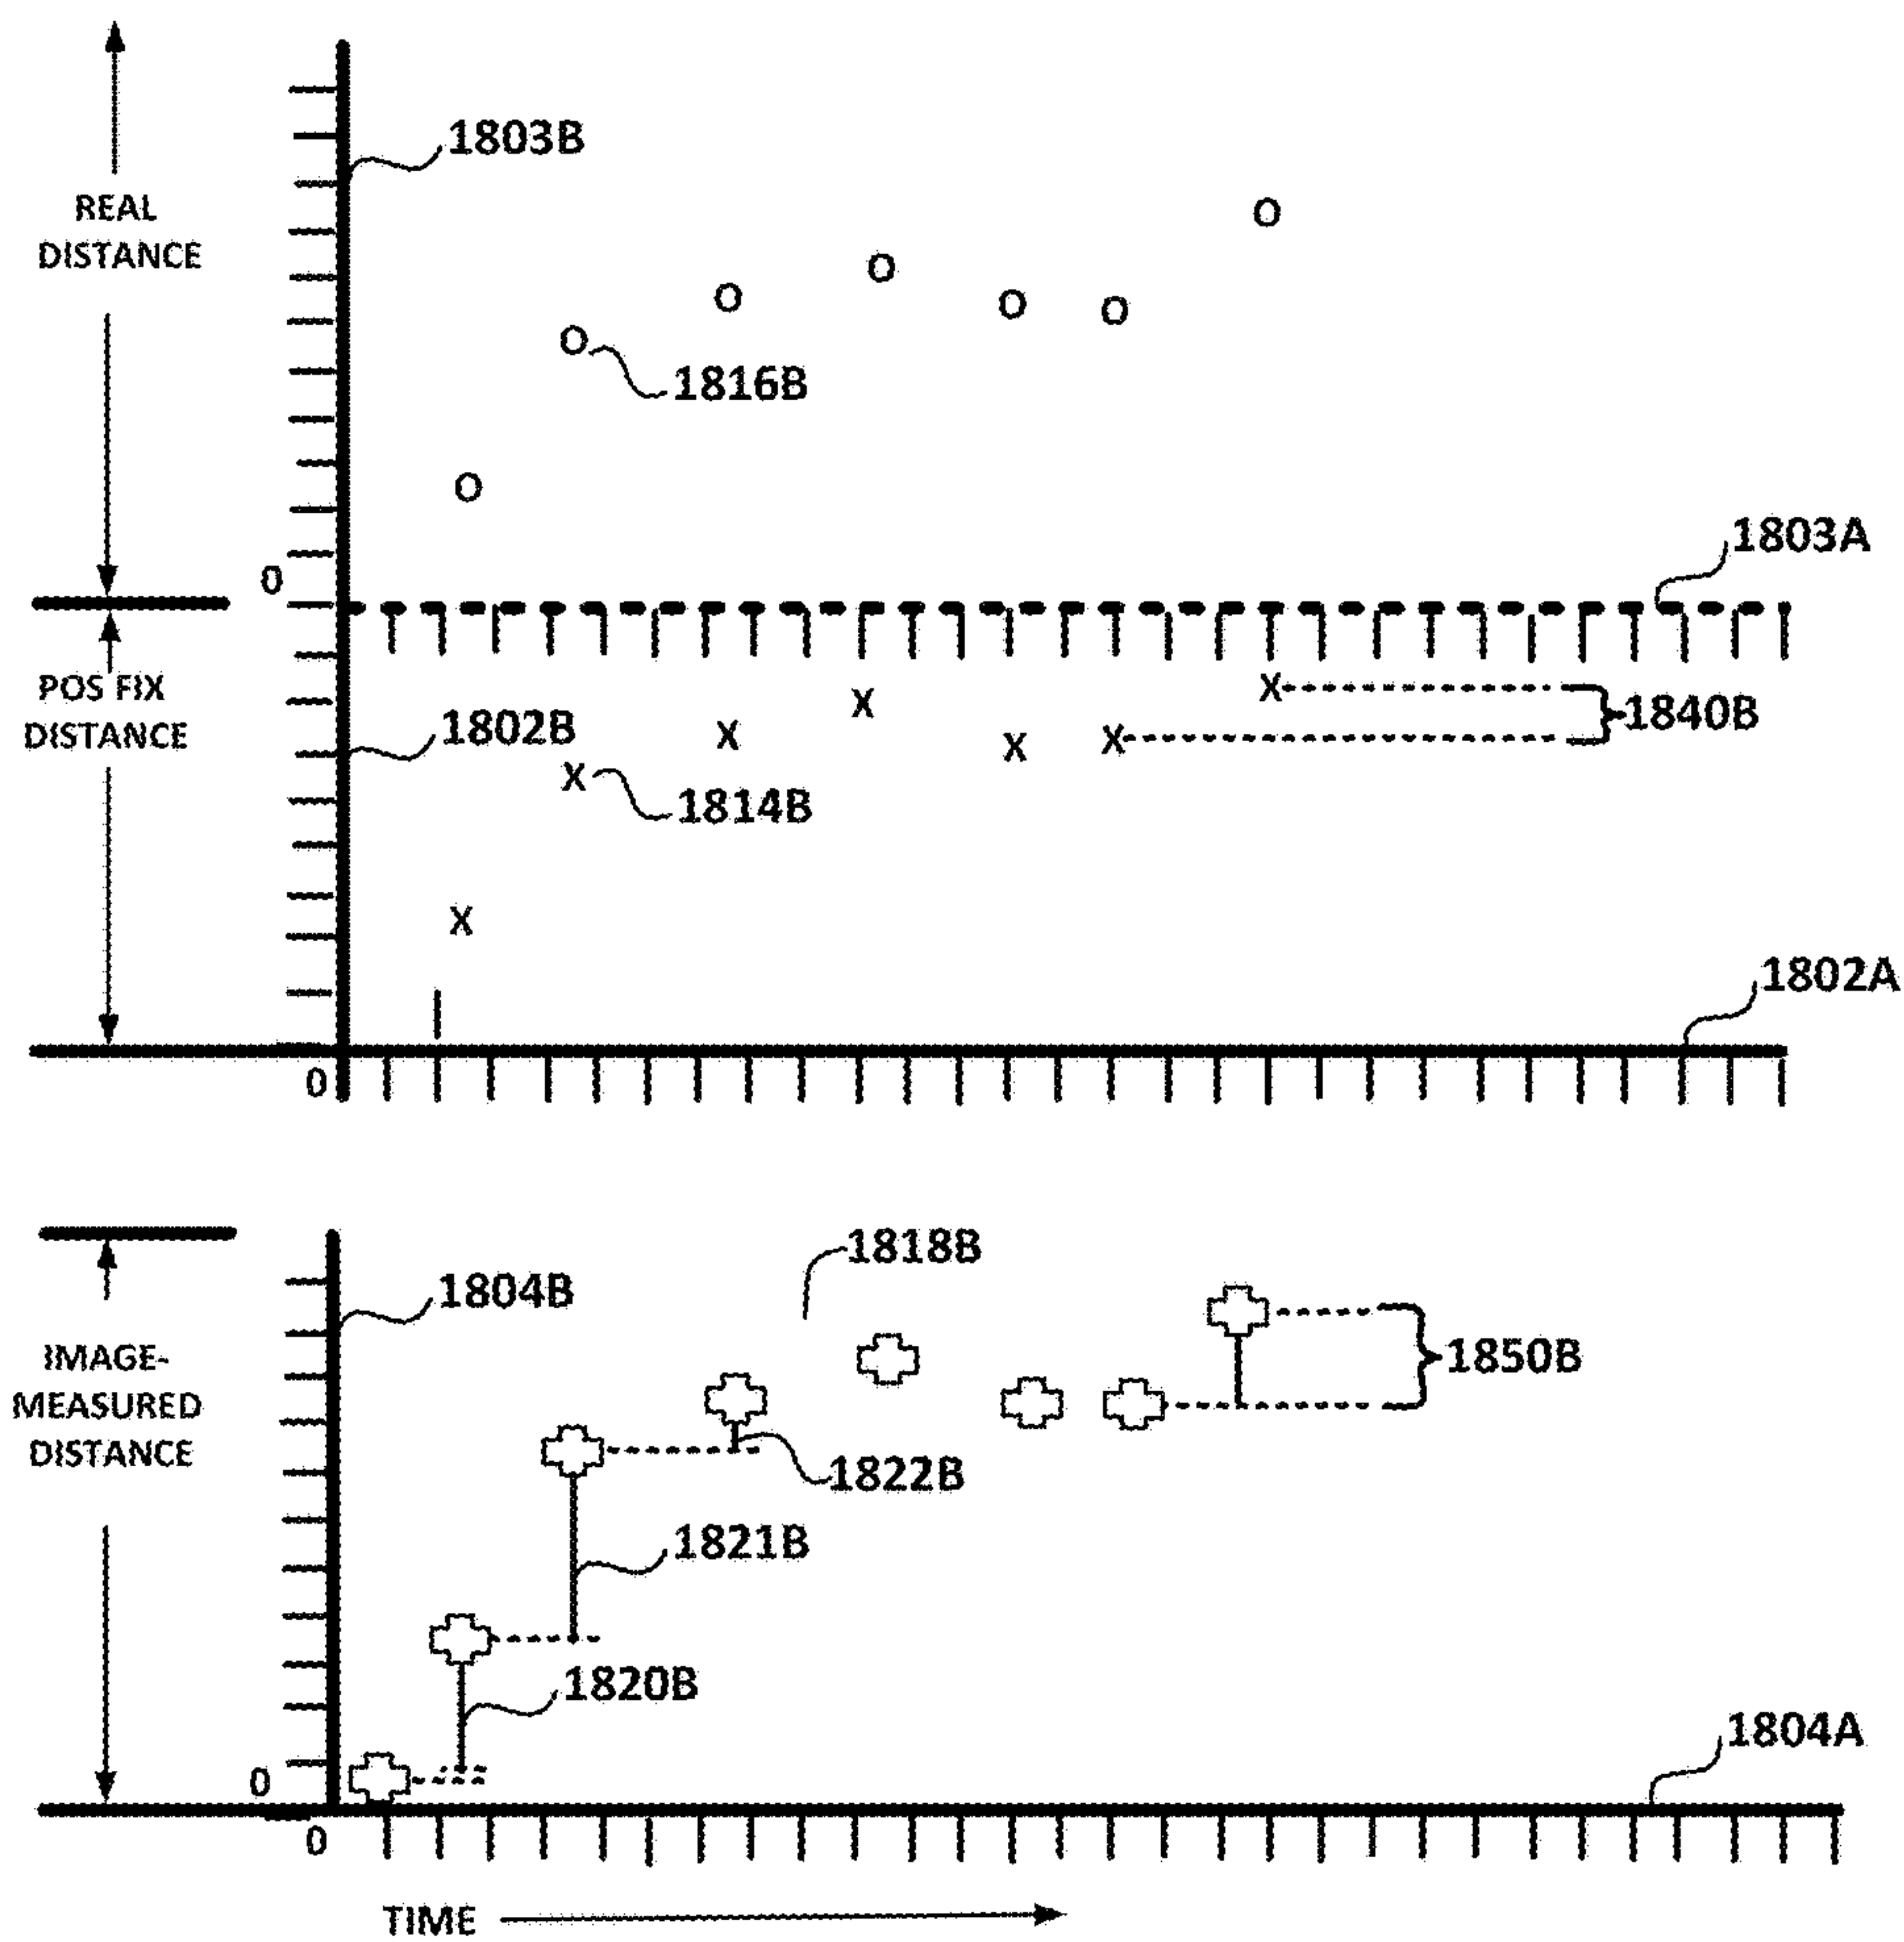 1803B
REAL
DISTANCE
O
O
O
O
O
O
1816B
O
1803A
0
POS FIX
DISTANCE
X
1840B
X
1802B
X
X
X
X
1814B
X
1802A
0
1818B
1804B
1850B
IMAGE-
MEASURED
DISTANCE
1822B
1821B
1820B
1804A
0
0
TIME